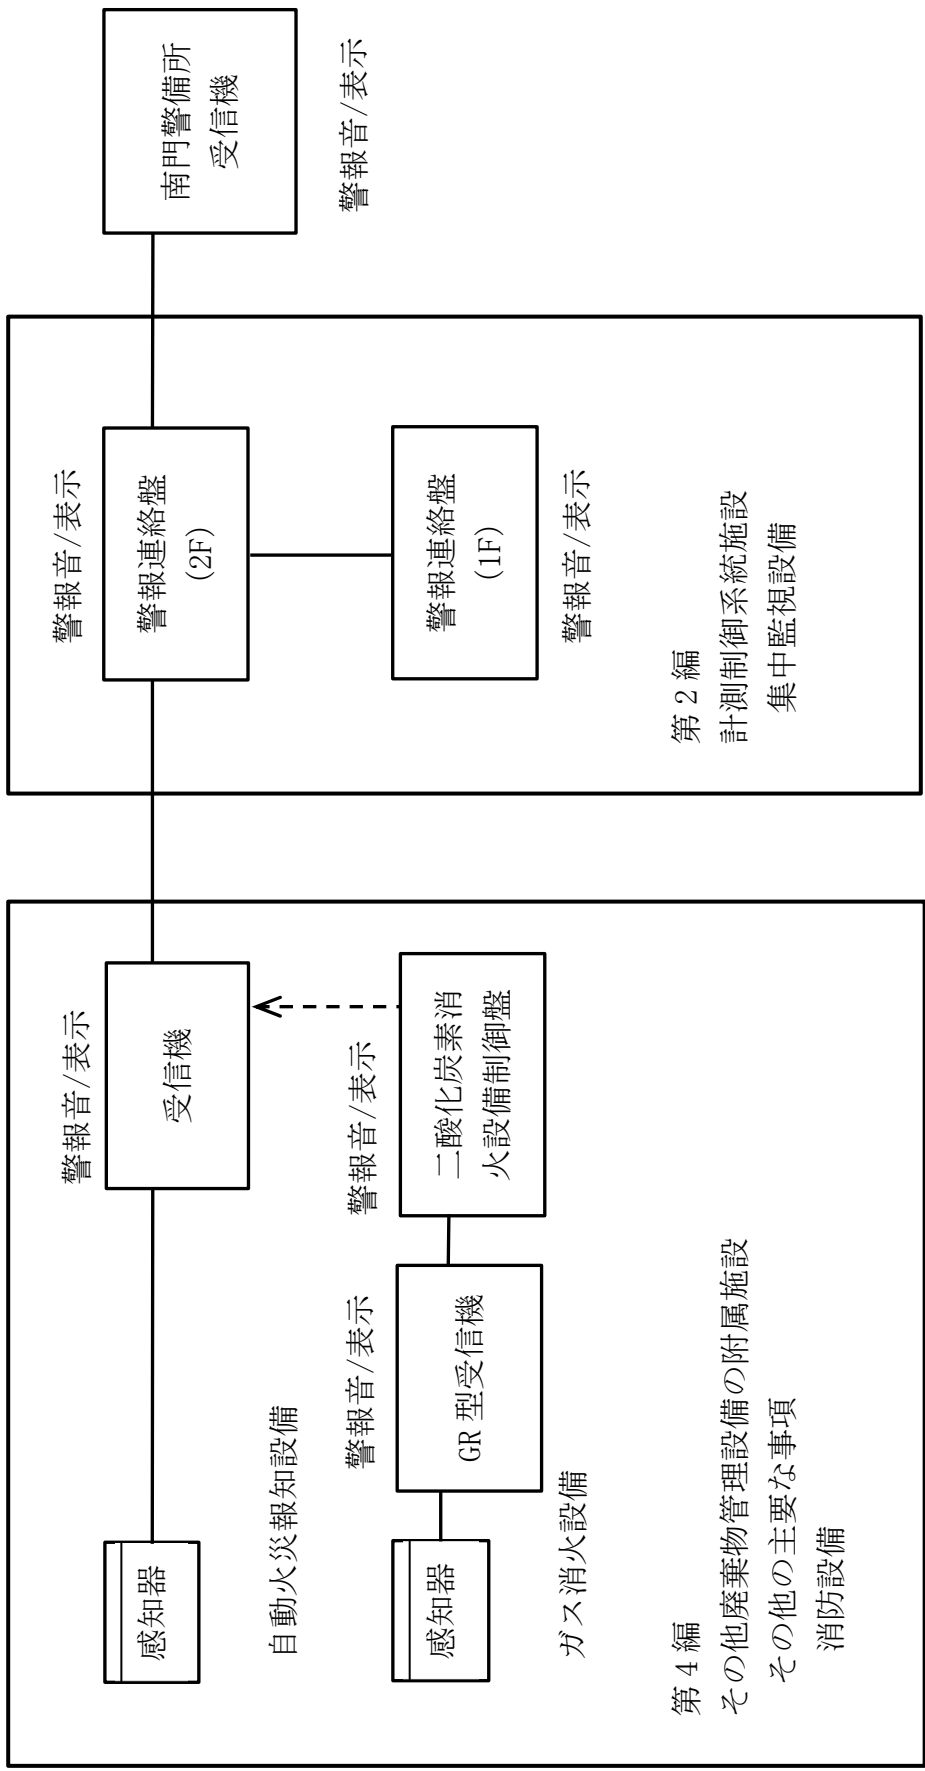 感知器
自動火災報知設備
警報音/表示
受信機
感知器
ガス消火設備
警報音/表示
GR 型受信機
警報音/表示
二酸化炭素消
火設備制御盤
第４編
その他廃棄物管理設備の附属施設
その他の主要な事項
消防設備
警報音/表示
警報連絡盤
(2F)
警報連絡盤
(1F)
警報音/表示
第２編
計測制御系統施設
集中監視設備
南門警備所
受信機
警報音/表示